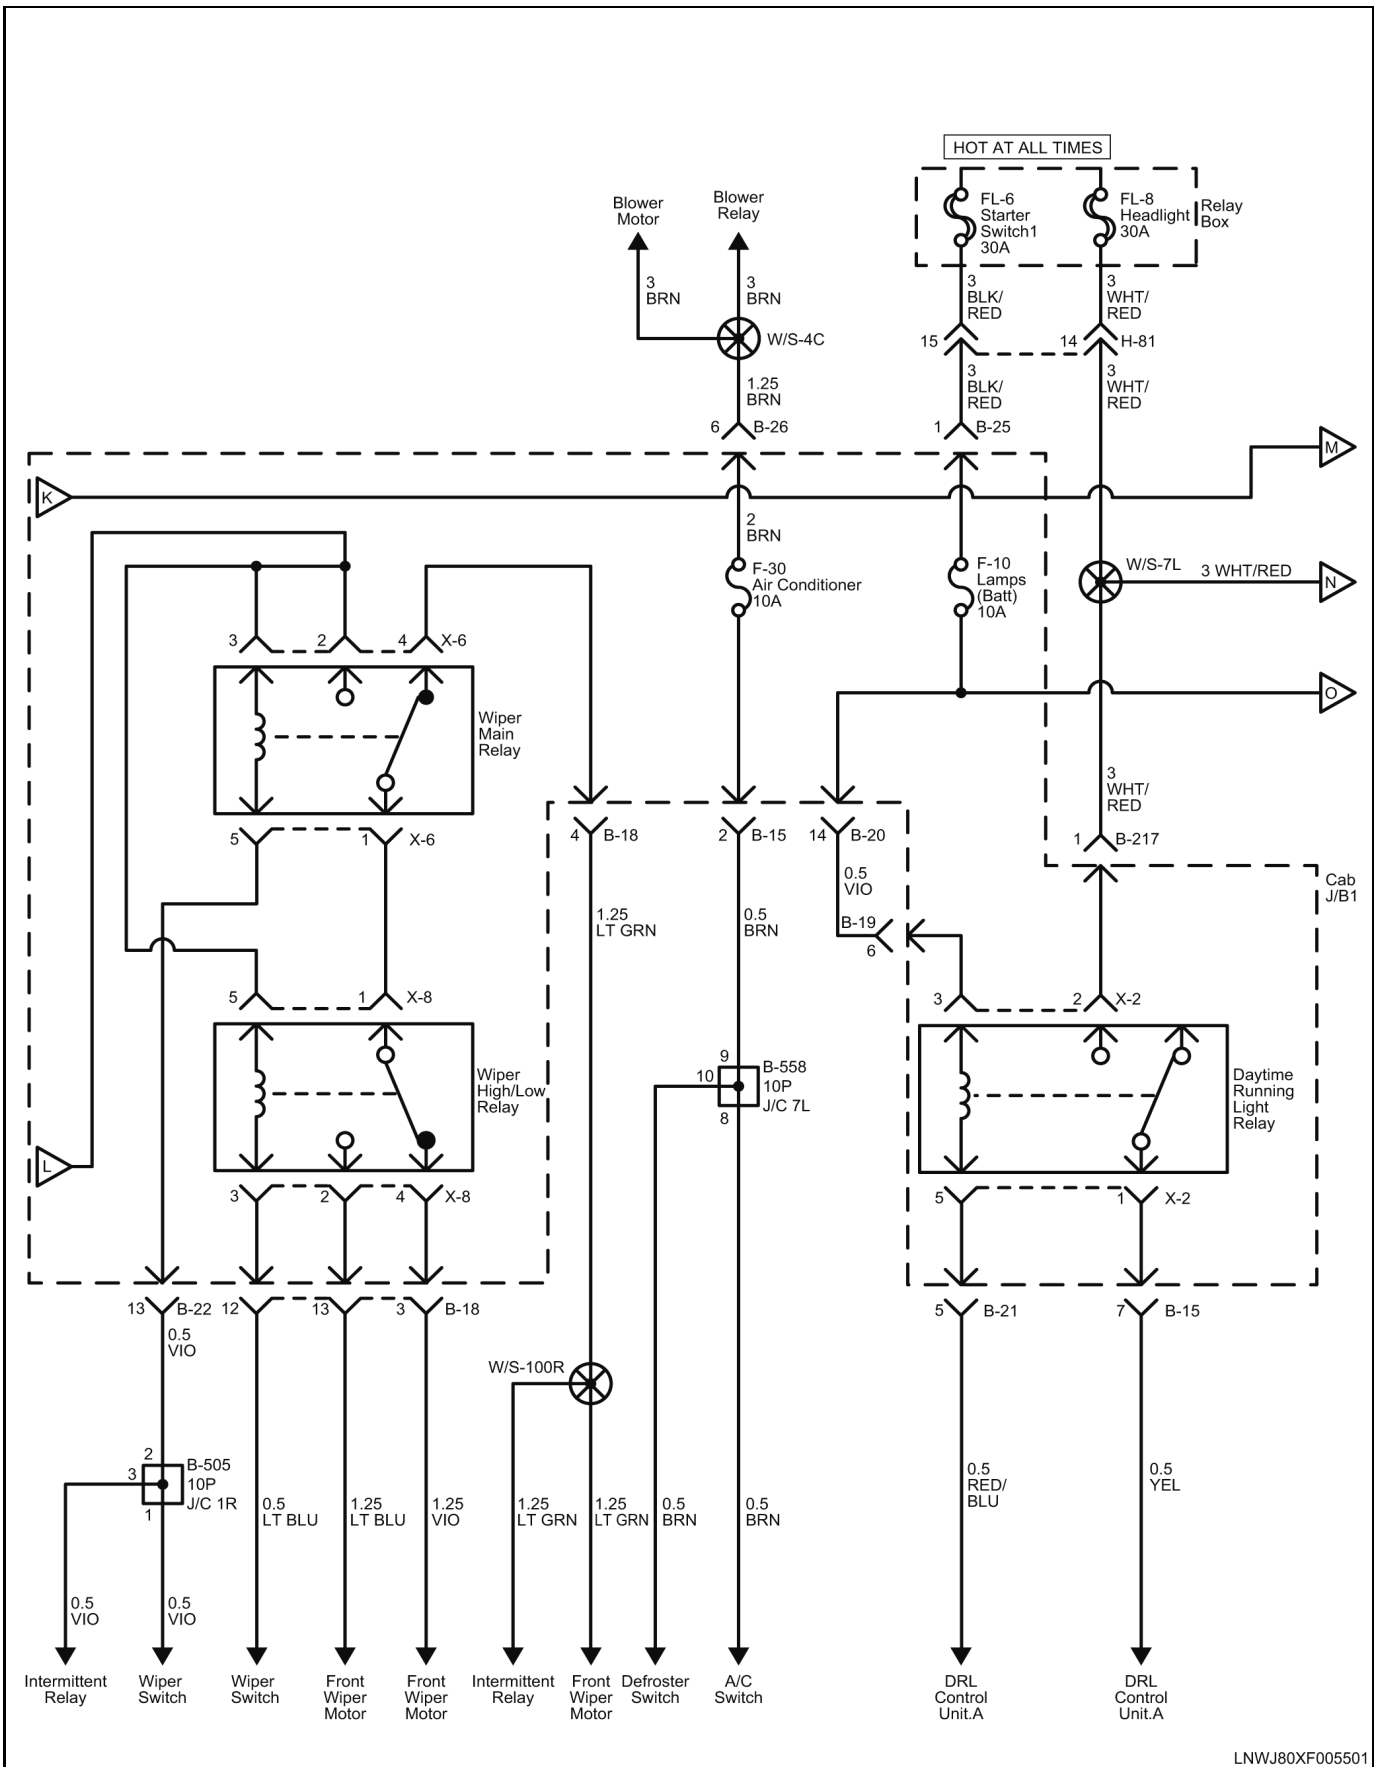 HOT AT ALL TIMES
Blower
Motor
Blower
Relay
FL-6
Starter
Switch1
30A
FL-8
Headlight
30A
Relay
Box
3
BRN
3
BRN
3
BLK/
RED
3
WHT/
RED
W/S-4C
15
14
H-81
1.25
BRN
3
BLK/
RED
3
WHT/
RED
6
B-26
1
B-25
M
K
2
BRN
F-30
Air Conditioner
10A
F-10
Lamps
(Batt)
10A
W/S-7L
3 WHT/RED
N
3
2
4
X-6
O
Wiper
Main
Relay
3
WHT/
RED
5
1
X-6
4
B-18
2
B-15
14
B-20
1
B-217
Cab
J/B1
0.5
VIO
1.25
LT GRN
0.5
BRN
B-19
6
5
1
X-8
3
2
X-2
Wiper
High/Low
Relay
9
10
B-558
10P
J/C 7L
8
Daytime
Running
Light
Relay
L
3
2
4
X-8
5
1
X-2
13
B-22
12
13
3
B-18
5
B-21
7
B-15
0.5
VIO
W/S-100R
2
3
B-505
10P
J/C 1R
1
0.5
LT BLU
1.25
LT BLU
1.25
VIO
1.25
LT GRN
1.25
LT GRN
0.5
BRN
0.5
BRN
0.5
RED/
BLU
0.5
YEL
0.5
VIO
0.5
VIO
Intermittent
Relay
Wiper
Switch
Wiper
Switch
Front
Wiper
Motor
Front
Wiper
Motor
Intermittent
Relay
Front
Wiper
Motor
Defroster
Switch
A/C
Switch
DRL
Control
Unit.A
DRL
Control
Unit.A
LNWJ80XF005501